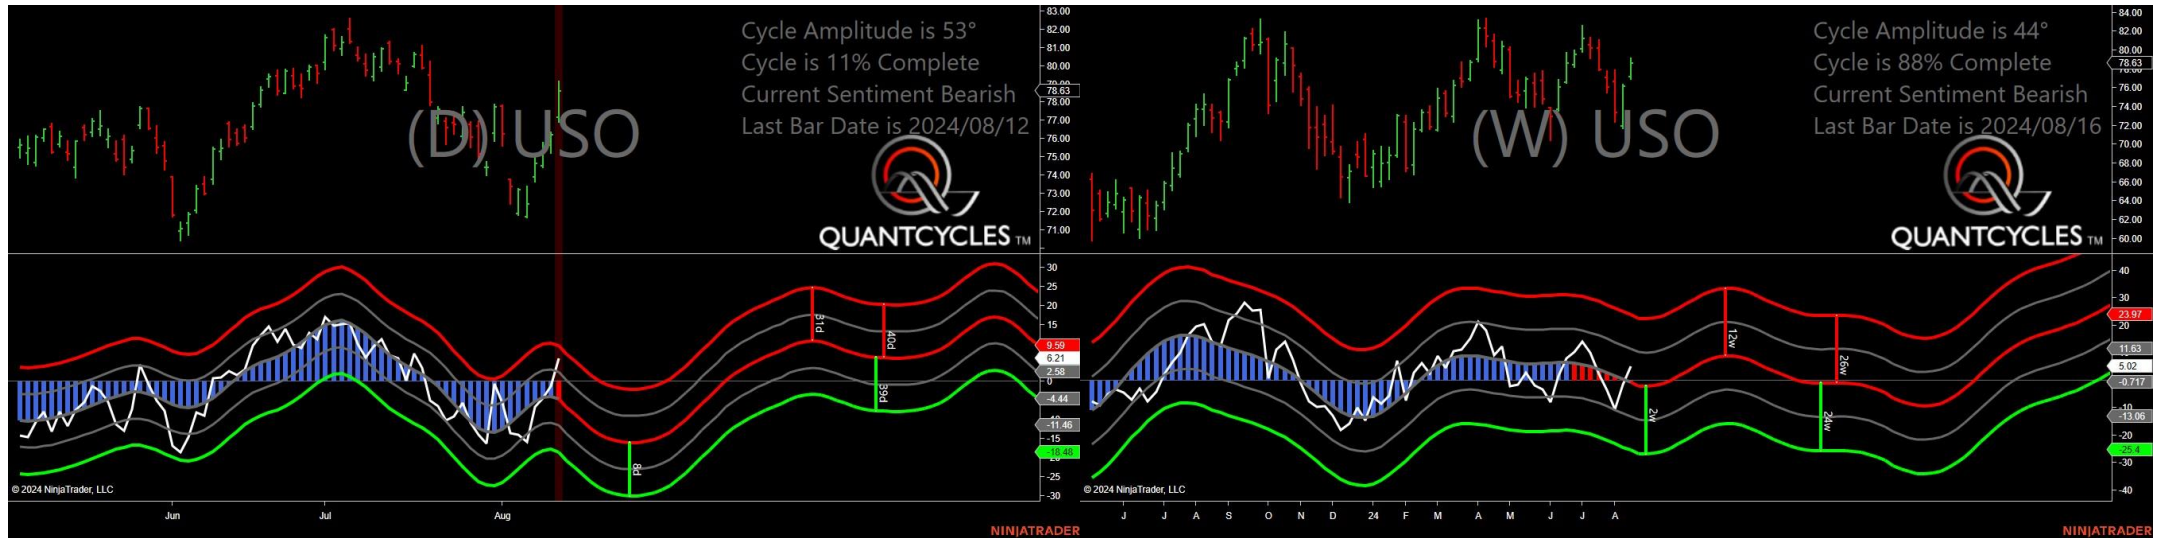 Cycle Amplitude is 53°
Cycle is 11% Complete
Current Sentiment Bearish
Last Bar Date is 2024/08/12
(D) USO
QUANTCYCLES TM
83.00
82.00
81.00
80.00
78.63
78.00
77.00
76.00
75.00
74.00
73.00
72.00
71.00
30
25
20
15
9.59
6.21
2.58
0
-4.44
-11.46
-15
-18.48
-25
-30
31d
40d
39d
8d
© 2024 NinjaTrader, LLC
Jun
Jul
Aug
NINJATRADER
Cycle Amplitude is 44°
Cycle is 88% Complete
Current Sentiment Bearish
Last Bar Date is 2024/08/16
(W) USO
QUANTCYCLES TM
84.00
82.00
80.00
78.63
76.00
74.00
72.00
70.00
68.00
66.00
64.00
62.00
60.00
40
30
23.97
20
11.63
5.02
-0.717
-10
-13.06
-20
-25.4
-30
-40
12w
26w
2w
24w
© 2024 NinjaTrader, LLC
J
J
A
S
O
N
D
24
F
M
A
M
J
J
A
NINJATRADER